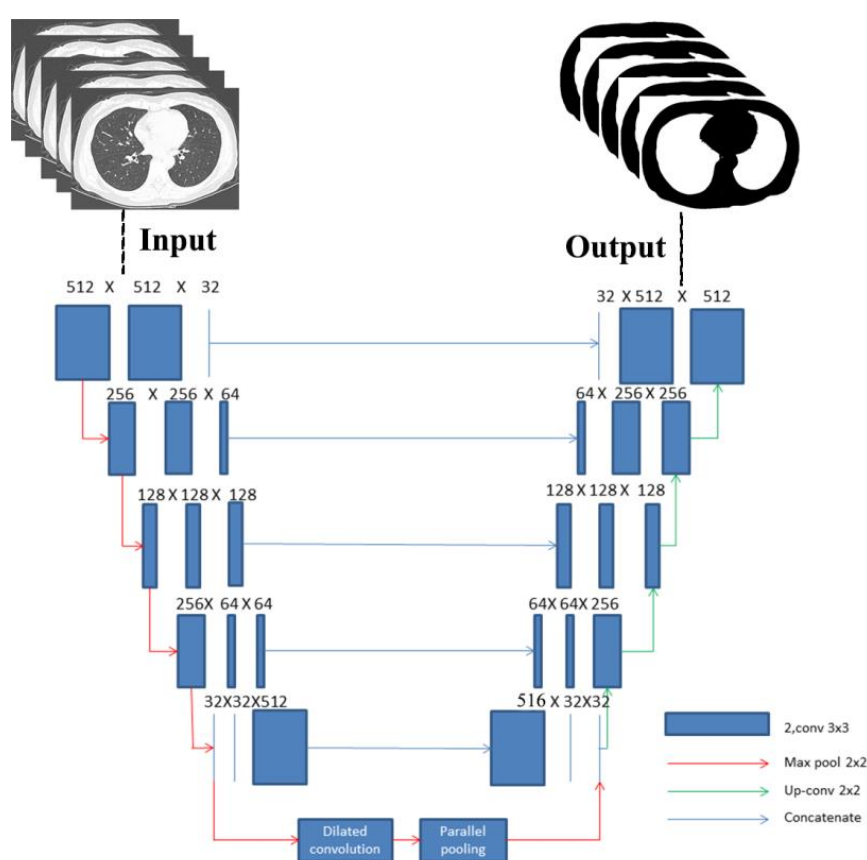 Input
Output
512 X 512 X 32
32 X 512 X 512
256 X 256 X 64
64 X 256 X 256
128 X 128 X 128
128 X 128 X 128
256X 64 X 64
64X 64X 256
32X32X512
516 X 32X32
2,conv 3x3
Max pool 2x2
Up-conv 2x2
Concatenate
Dilated
convolution
Parallel
pooling